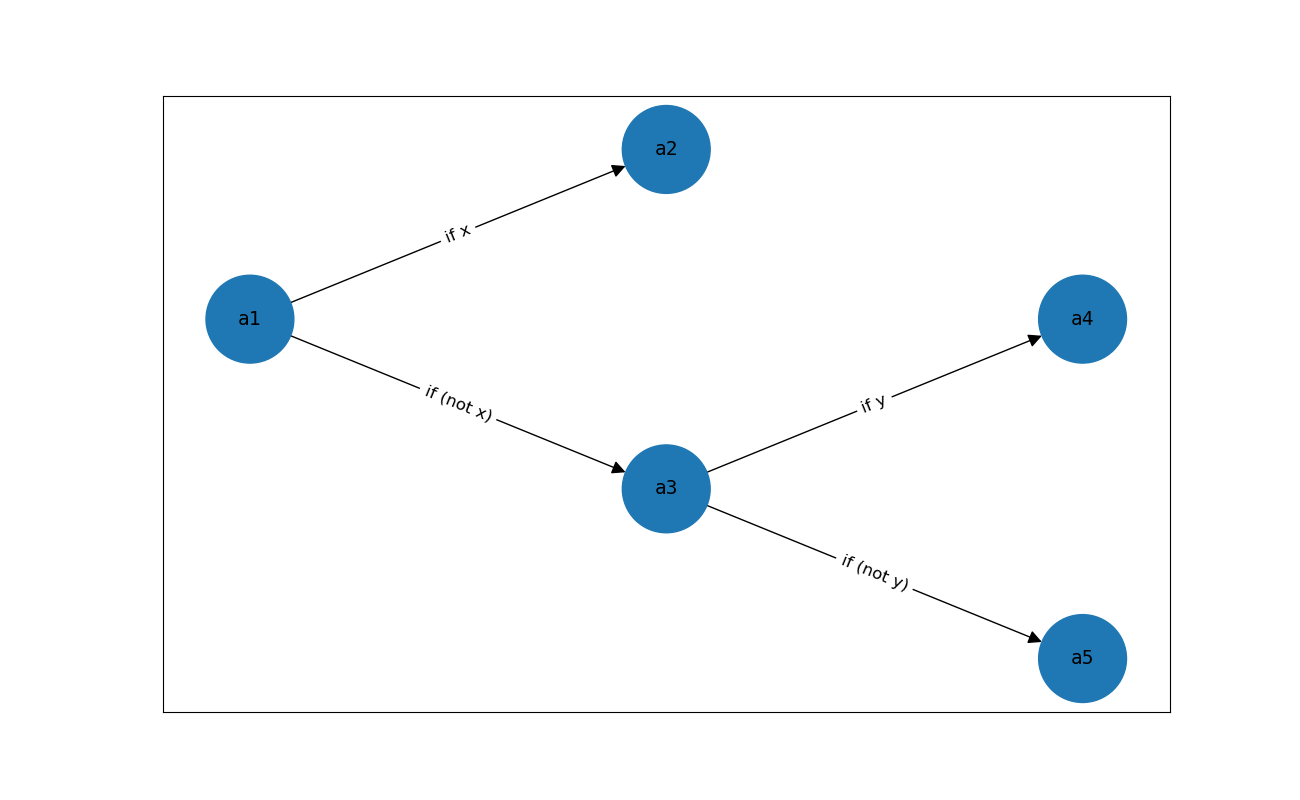 a2
if x
a1
a4
if (not x)
if y
a3
if (not y)
a5